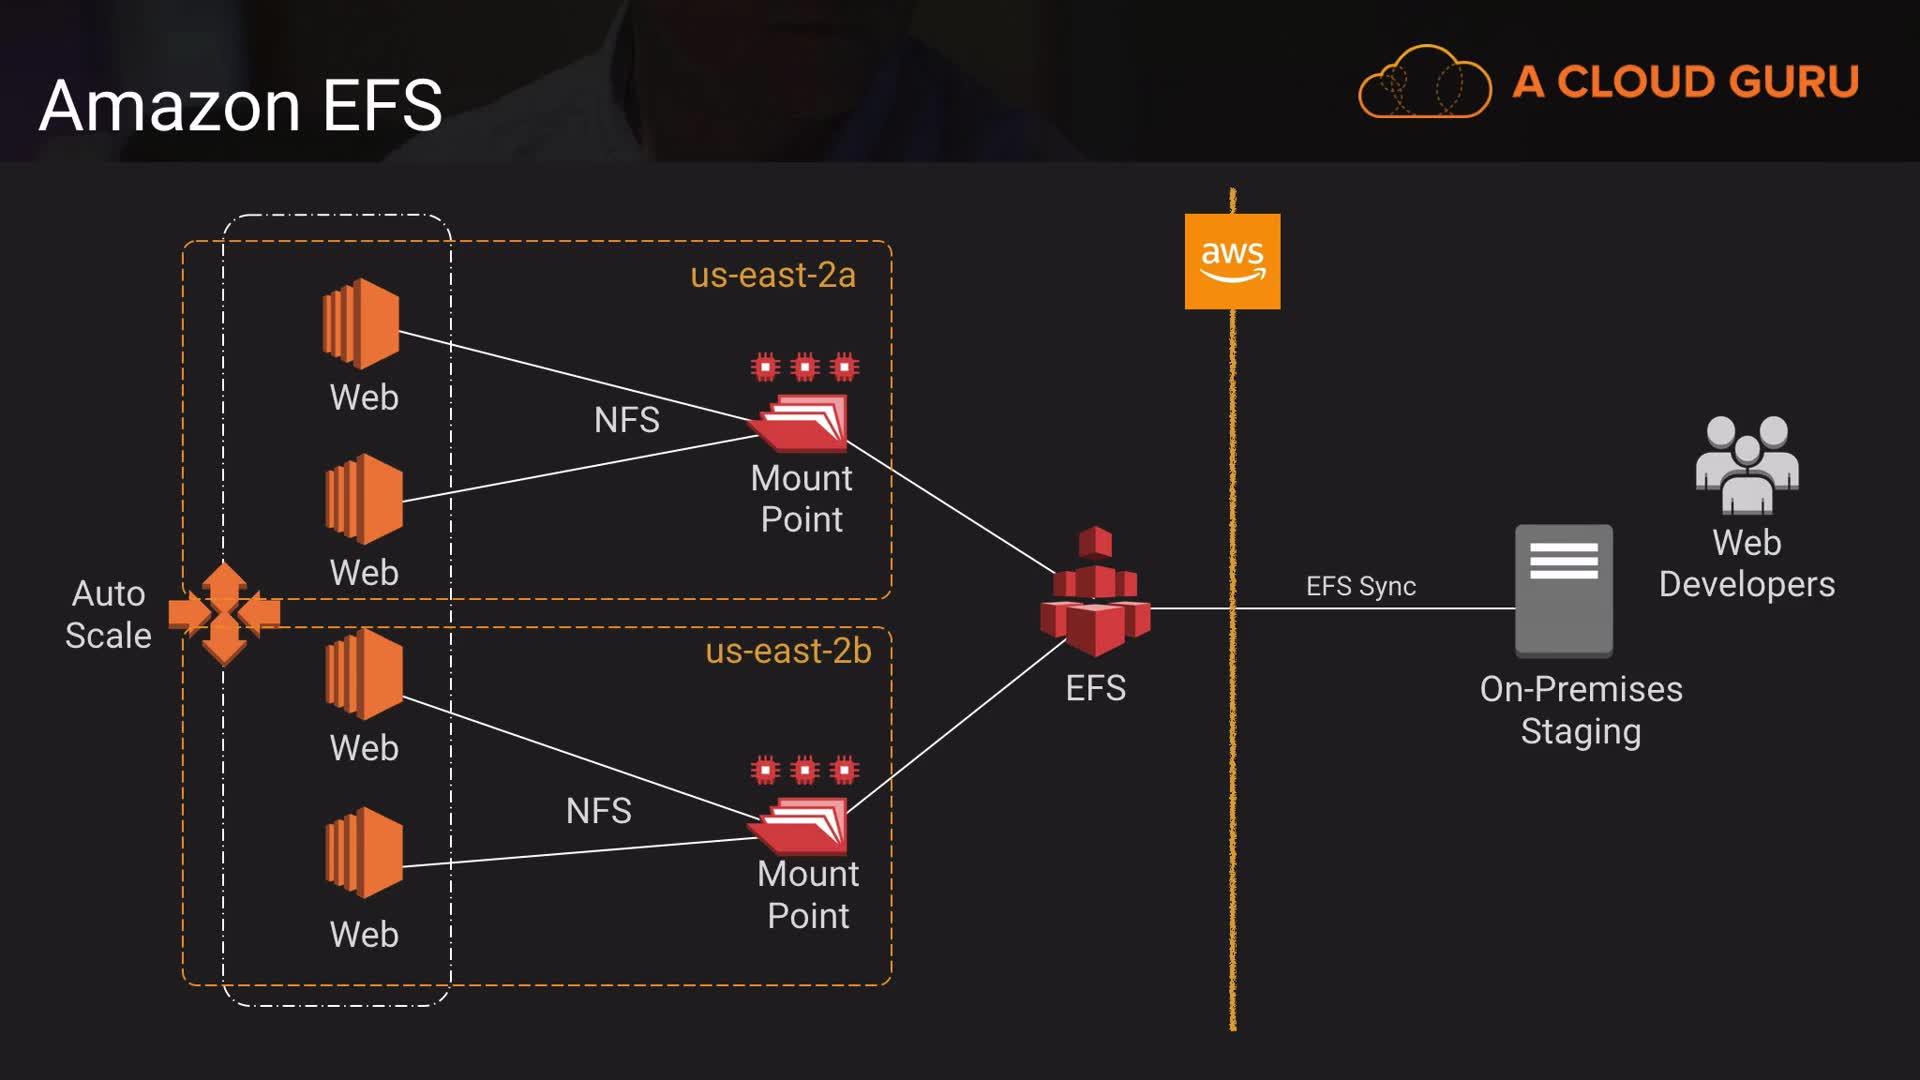 Amazon EFS
A CLOUD GURU
aws
us-east-2a
Web
NFS
Mount
Point
Web
Auto
Scale
us-east-2b
Web
NFS
Mount
Point
Web
EFS
EFS Sync
Web
Developers
On-Premises
Staging